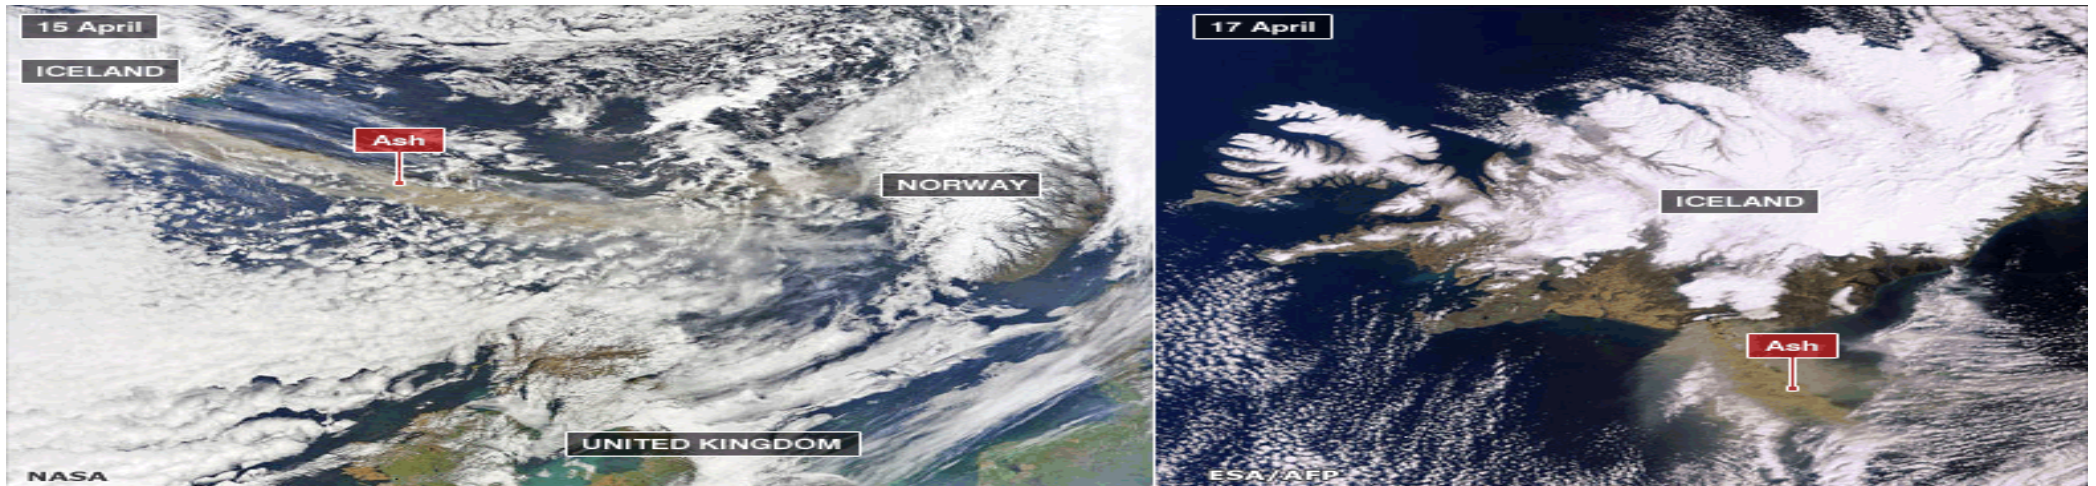 15 April
ICELAND
Ash
NORWAY
UNITED KINGDOM
NASA
17 April
ICELAND
Ash
ESA/AFP